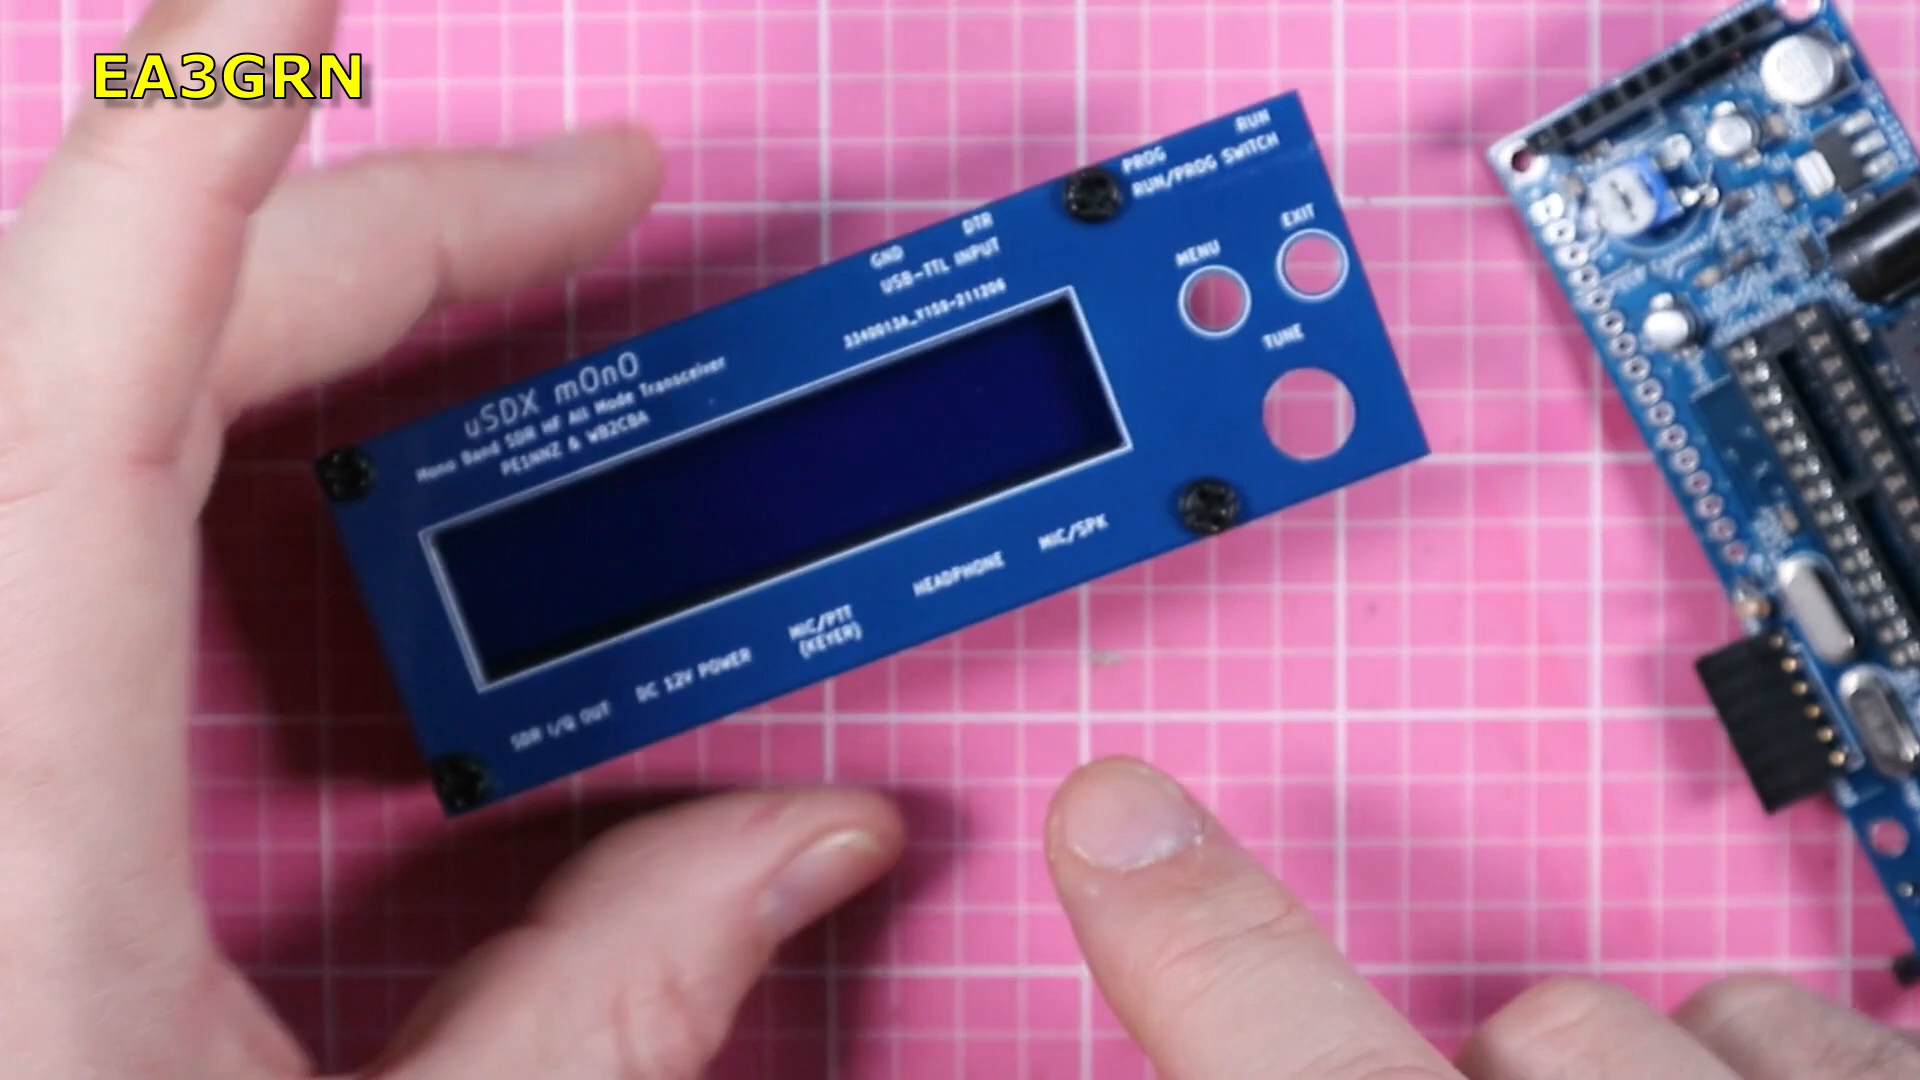 EA3GRN
RUN
PROG
RUN/PROG SWITCH
GND DTR
USB-TTL INPUT
EXIT
MENU
TUNE
uSDX mOnO
Mono Band SDR HF All Mode Transceiver
PE1NNZ & WB2CBA
SDR I/Q OUT
DC 12V POWER
MIC/PTT
(KEYER)
HEADPHONE
MIC/SPK